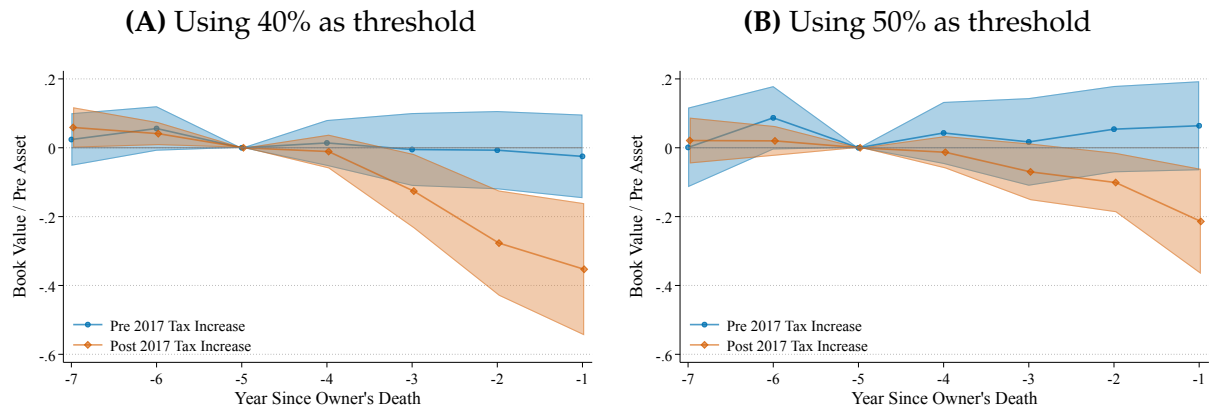 (A) Using 40% as threshold
Book Value / Pre Asset
.2
0
-.2
-.4
-.6
Pre 2017 Tax Increase
Post 2017 Tax Increase
-7 -6 -5 -4 -3 -2 -1
Year Since Owner's Death
(B) Using 50% as threshold
Book Value / Pre Asset
.2
0
-.2
-.4
-.6
Pre 2017 Tax Increase
Post 2017 Tax Increase
-7 -6 -5 -4 -3 -2 -1
Year Since Owner's Death